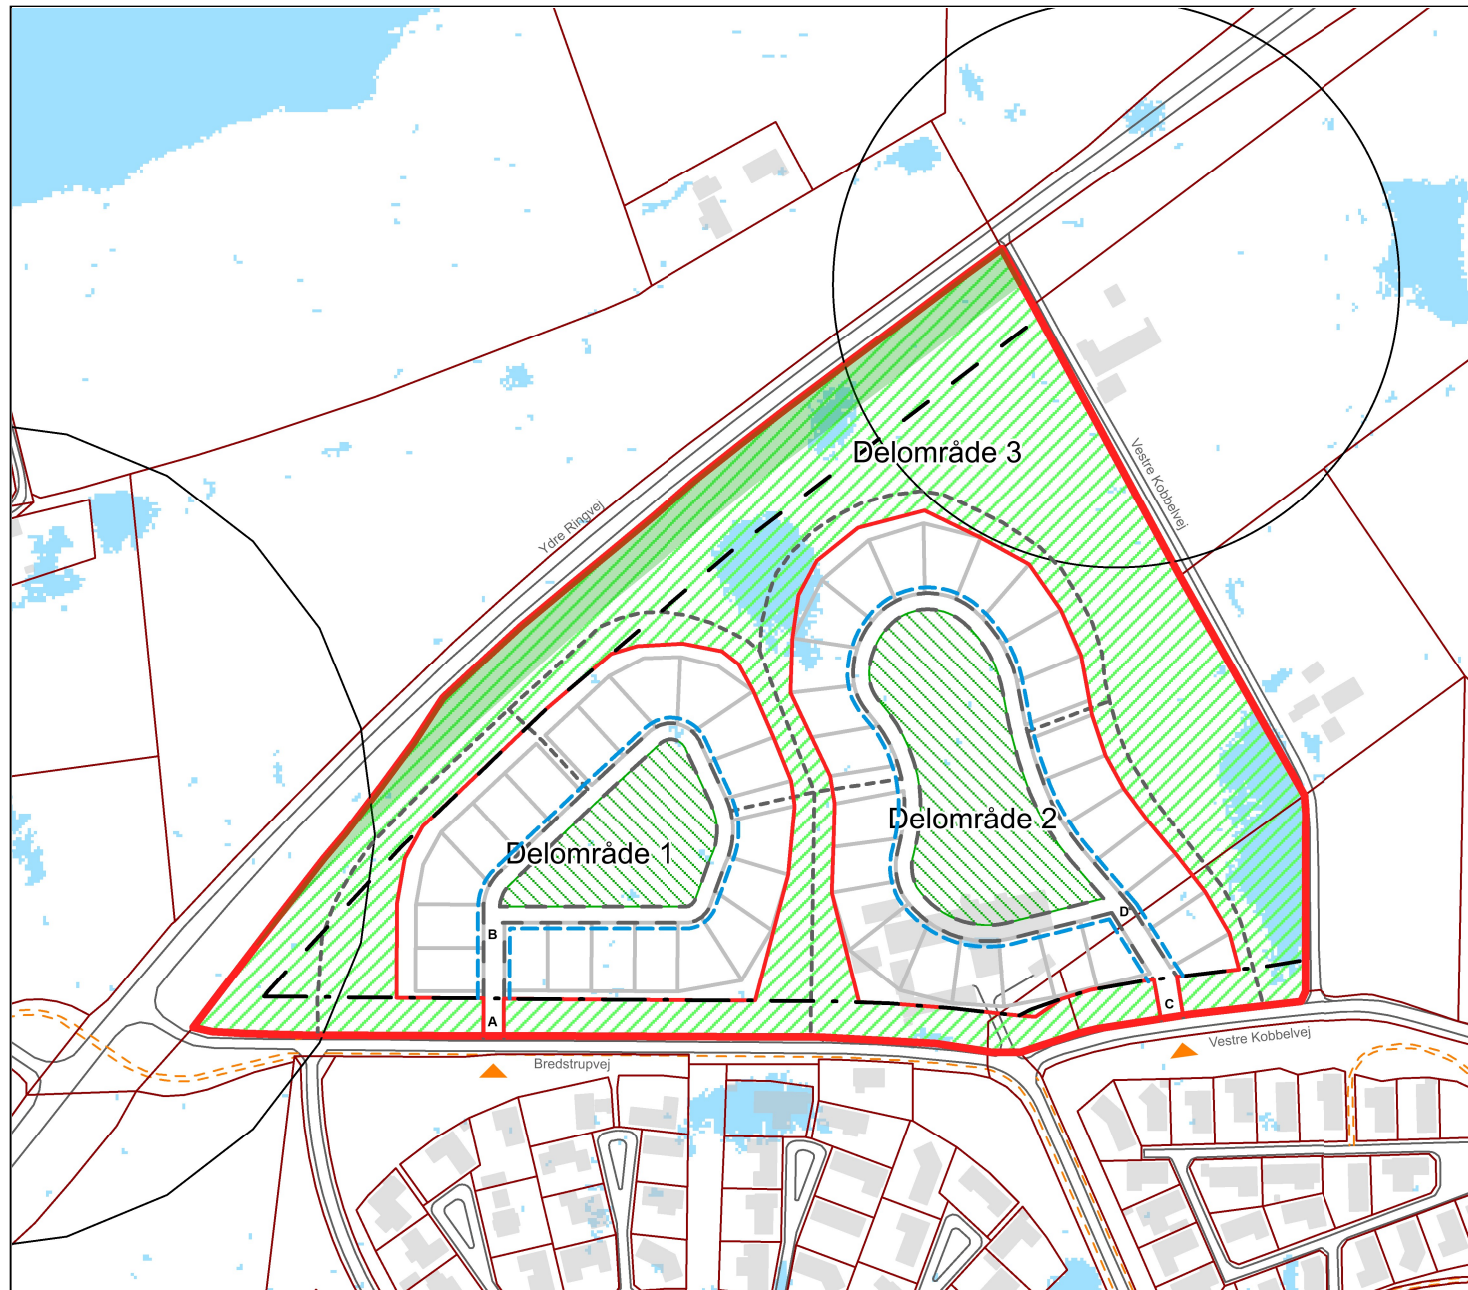 Delområde 3
Vestre Kobbelvej
Ydre Ringvej
Delområde 2
Delområde 1
D
B
C
A
Vestre Kobbelvej
Bredstrupvej